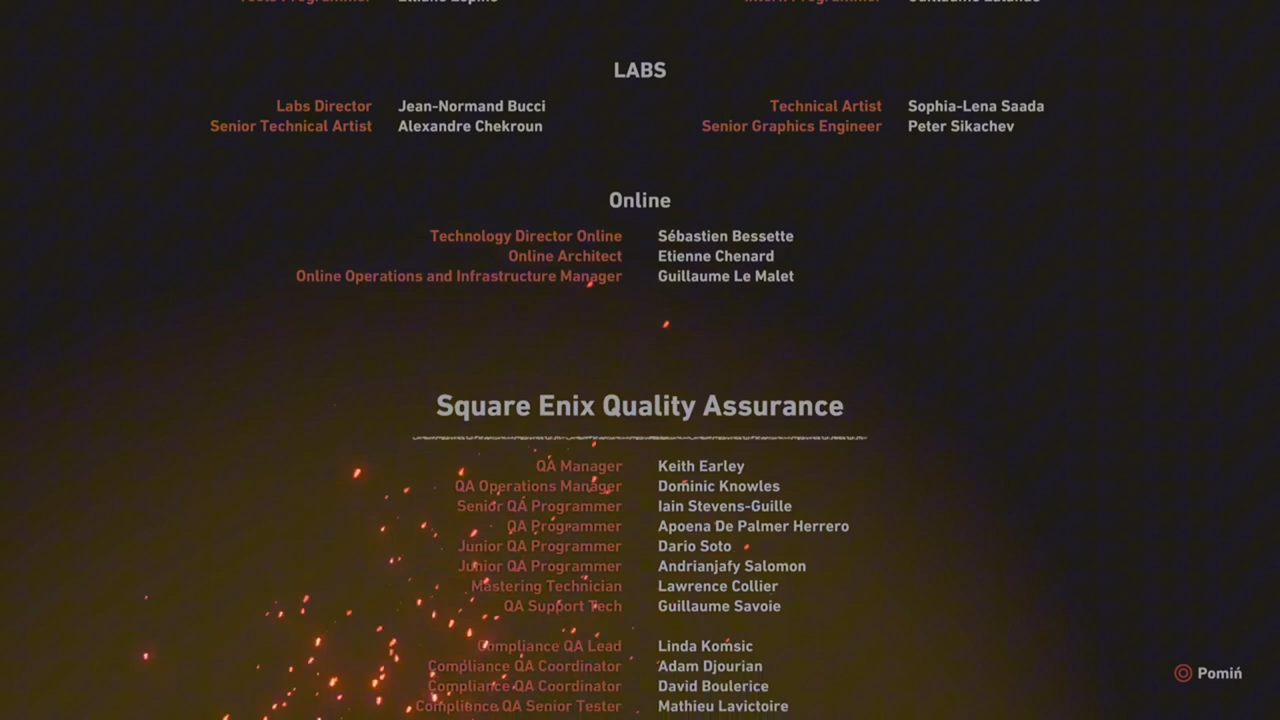 LABS
Labs Director Jean-Normand Bucci Technical Artist Sophia-Lena Saada
Senior Technical Artist Alexandre Chekroun Senior Graphics Engineer Peter Sikachev
Online
Technology Director Online Sébastien Bessette
Online Architect Etienne Chenard
Online Operations and Infrastructure Manager Guillaume Le Malet
Square Enix Quality Assurance
QA Manager Keith Earley
QA Operations Manager Dominic Knowles
Senior QA Programmer Iain Stevens-Guille
QA Programmer Apoena De Palmer Herrero
Junior QA Programmer Dario Soto
Junior QA Programmer Andrianjafy Salomon
Mastering Technician Lawrence Collier
QA Support Tech Guillaume Savoie
Compliance QA Lead Linda Komsic
Compliance QA Coordinator Adam Djourian
Compliance QA Coordinator David Boulerice
Pomiń
Compliance QA Senior Tester Mathieu Lavictoire